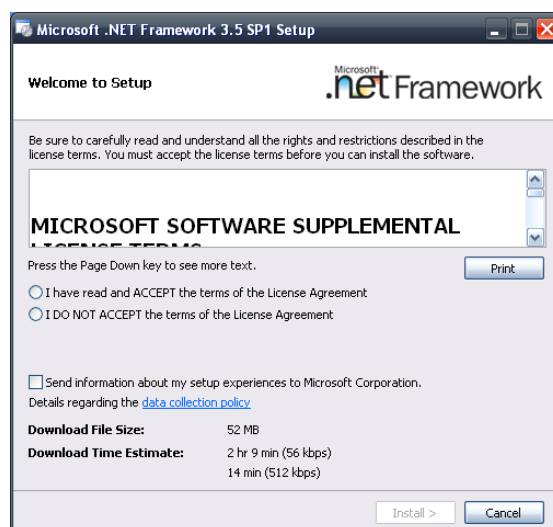 Microsoft .NET Framework 3.5 SP1 Setup
Welcome to Setup
Microsoft
.net Framework
Be sure to carefully read and understand all the rights and restrictions described in the
license terms. You must accept the license terms before you can install the software.
MICROSOFT SOFTWARE SUPPLEMENTAL
LICENSE TERMS
Press the Page Down key to see more text.
Print
I have read and ACCEPT the terms of the License Agreement
I DO NOT ACCEPT the terms of the License Agreement
Send information about my setup experiences to Microsoft Corporation.
Details regarding the data collection policy
Download File Size: 52 MB
Download Time Estimate: 2 hr 9 min (56 kbps)
14 min (512 kbps)
Install >
Cancel